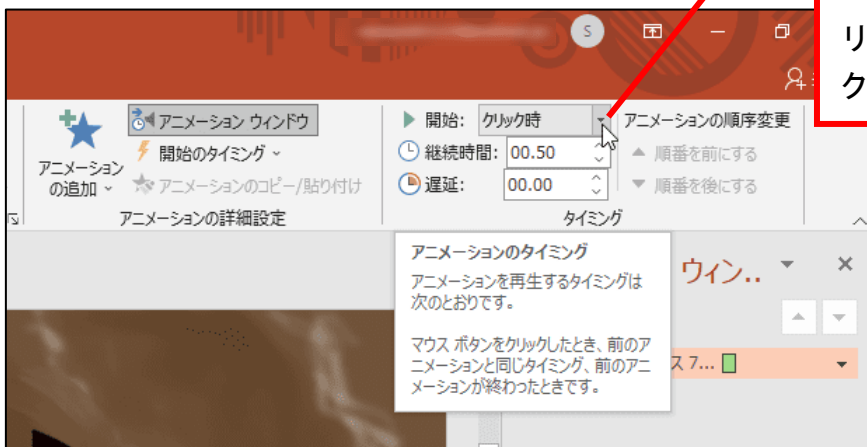 S
リ
ク
アニメーション ウィンドウ
開始のタイミング
アニメーションのコピー/貼り付け
アニメーション
の追加
アニメーションの詳細設定
開始: クリック時
継続時間: 00.50
遅延: 00.00
アニメーションの順序変更
順番を前にする
順番を後にする
タイミング
アニメーションのタイミング
アニメーションを再生するタイミングは
次のとおりです。
マウス ボタンをクリックしたとき、前のア
ニメーションと同じタイミング、前のアニ
メーションが終わったときです。
ウィン..
ス 7...